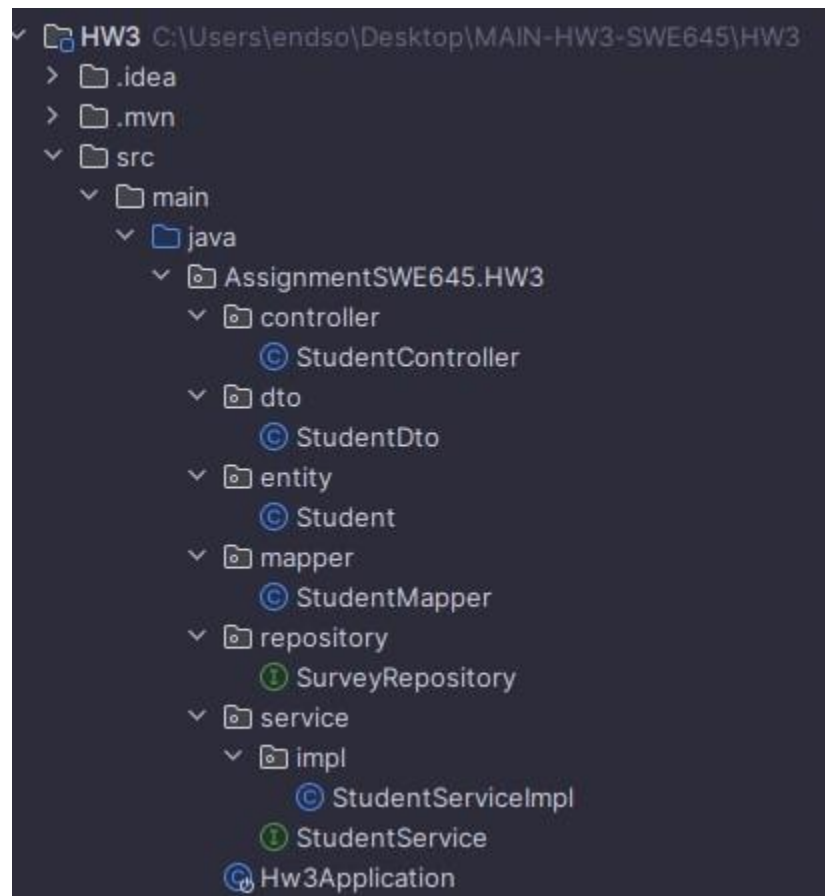 HW3 C:\Users\endso\Desktop\MAIN-HW3-SWE645\HW3
.idea
.mvn
src
main
java
AssignmentSWE645.HW3
controller
StudentController
dto
StudentDto
entity
Student
mapper
StudentMapper
repository
SurveyRepository
service
impl
StudentServiceImpl
StudentService
Hw3Application